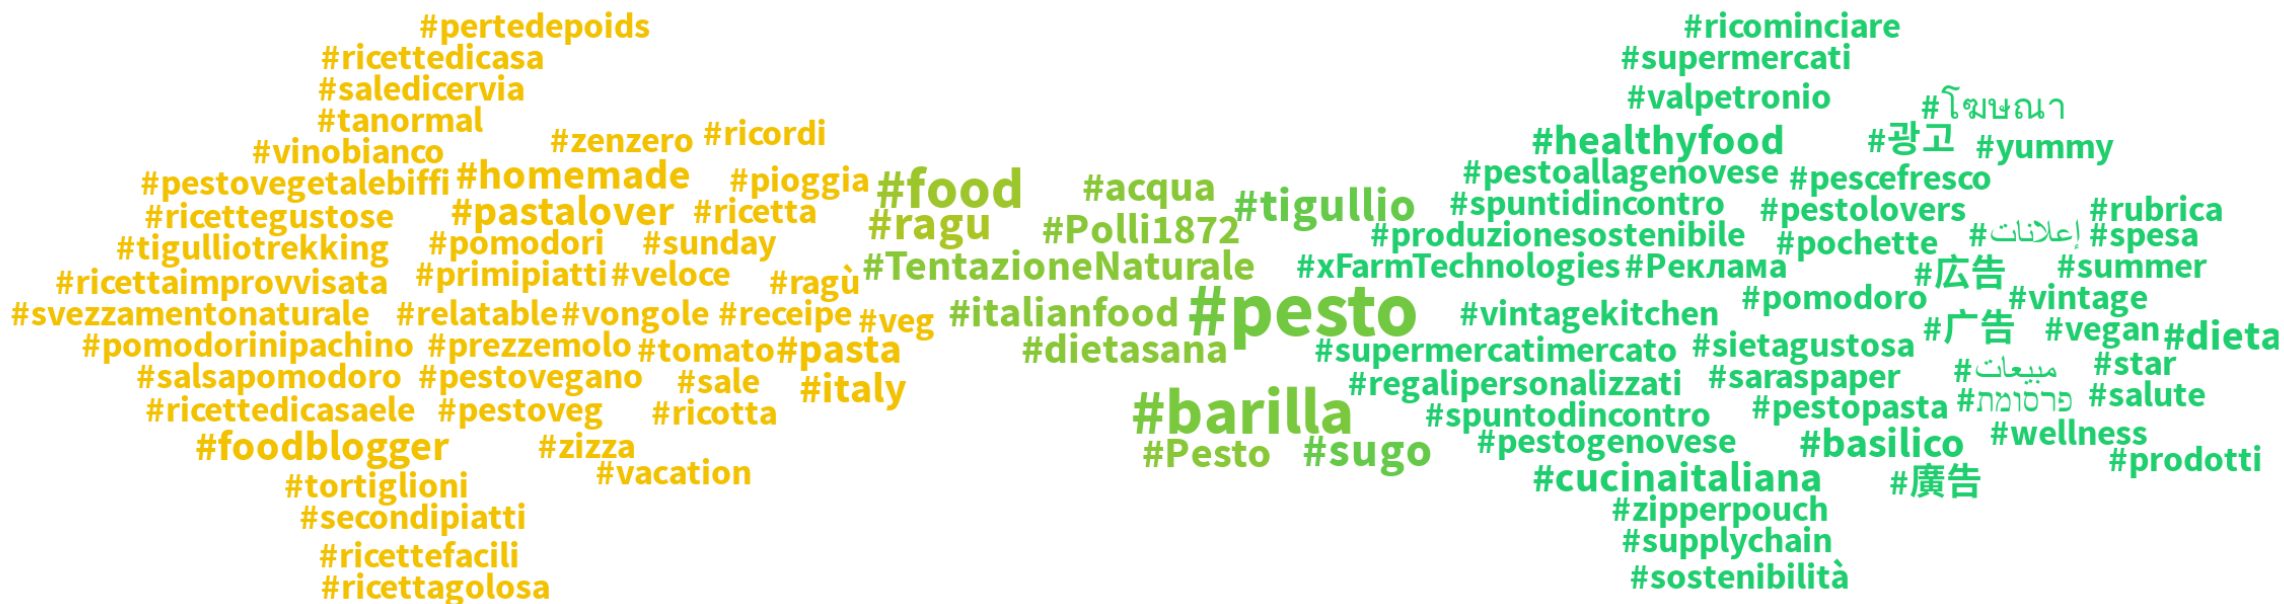 #pertedepoids
#ricettedicasa
#saledicervia
#tanormal
#vinobianco
#zenzero
#ricordi
#pestovegetalebiffi
#homemade
#pioggia
#ricettegustose
#pastalover
#ricetta
#tigulliotrekking
#pomodori
#sunday
#ricettaimprovvisata
#primipiatti
#veloce
#ragù
#svezzamentonaturale
#relatable
#vongole
#receipe
#veg
#pomodorinipachino
#prezzemolo
#tomato
#pasta
#salsapomodoro
#pestovegano
#sale
#italy
#ricettedicasaele
#pestoveg
#ricotta
#foodblogger
#zizza
#vacation
#tortiglioni
#secondipiatti
#ricettefacili
#ricettagolosa
#food
#acqua
#tigullio
#ragu
#Polli1872
#TentazioneNaturale
#italianfood
#pesto
#dietasana
#barilla
#Pesto
#sugo
#ricominciare
#supermercati
#valpetronio
#โฆษณา
#healthyfood
#광고
#yummy
#pestoallagenovese
#pescefresco
#spuntidincontro
#pestolovers
#rubrica
#produzionesostenibile
#pochette
#إعلانات
#spesa
#xFarmTechnologies
#Реклама
#広告
#summer
#pomodoro
#vintage
#vintagekitchen
#广告
#vegan
#dieta
#supermercatimercato
#sietagustosa
#مبيعات
#star
#regalipersonalizzati
#saraspaper
#פרסומת
#salute
#spuntodincontro
#pestopasta
#pestogenovese
#basilico
#wellness
#prodotti
#cucinaitaliana
#廣告
#zipperpouch
#supplychain
#sostenibilità